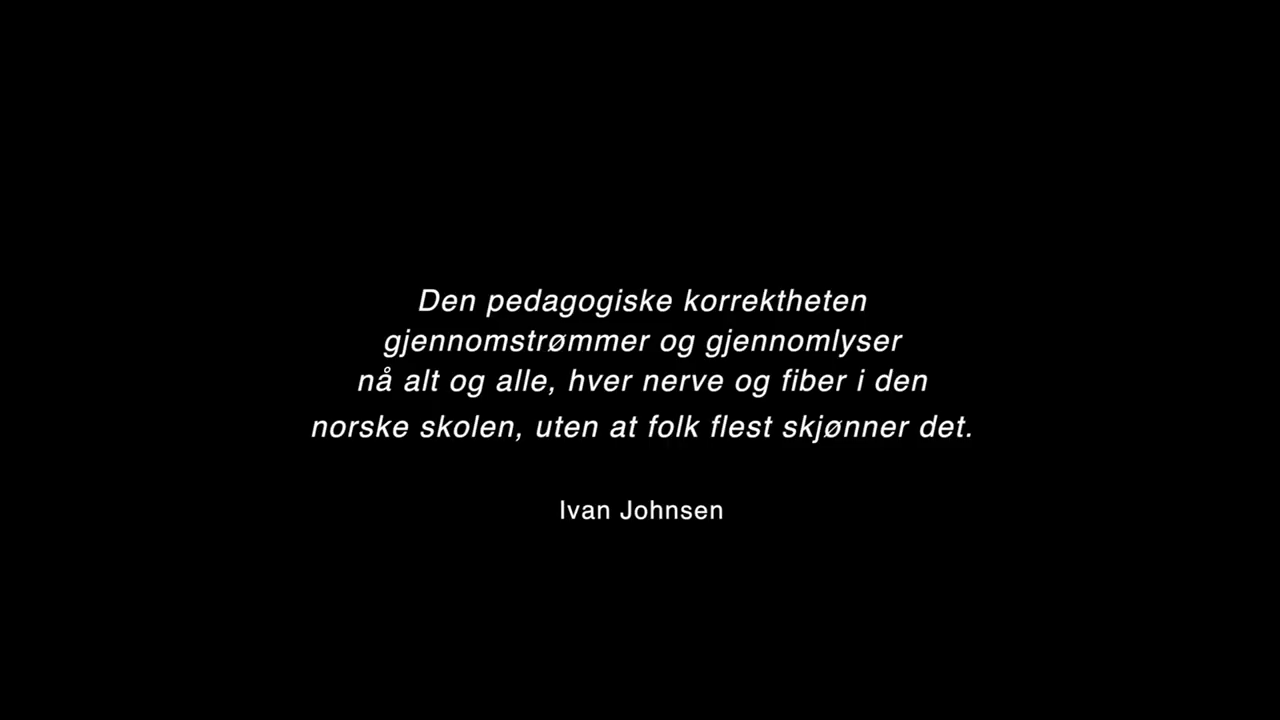 Den pedagogiske korrektheten
gjennomstrømmer og gjennomlyser
nå alt og alle, hver nerve og fiber i den
norske skolen, uten at folk flest skjønner det.
Ivan Johnsen